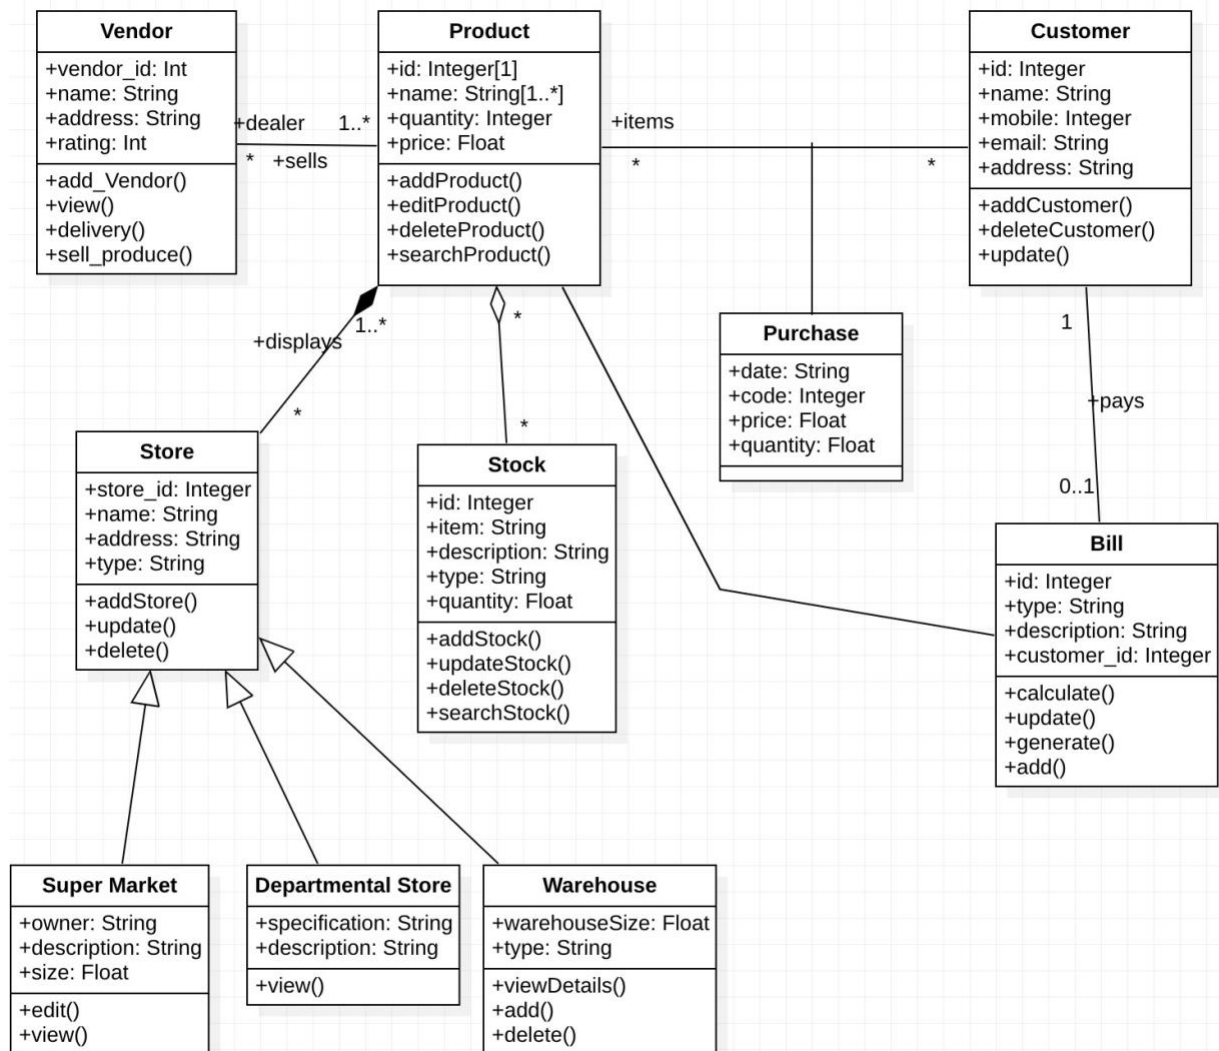 Vendor
+vendor_id: Int
+name: String
+address: String
+rating: Int
+add_Vendor()
+view()
+delivery()
+sell_produce()
+dealer
1..*
*
+sells
Product
+id: Integer[1]
+name: String[1..*]
+quantity: Integer
+price: Float
+addProduct()
+editProduct()
+deleteProduct()
+searchProduct()
+items
*
*
Customer
+id: Integer
+name: String
+mobile: Integer
+email: String
+address: String
+addCustomer()
+deleteCustomer()
+update()
1..*
+displays
*
*
*
Purchase
+date: String
+code: Integer
+price: Float
+quantity: Float
1
+pays
0..1
Store
+store_id: Integer
+name: String
+address: String
+type: String
+addStore()
+update()
+delete()
Stock
+id: Integer
+item: String
+description: String
+type: String
+quantity: Float
+addStock()
+updateStock()
+deleteStock()
+searchStock()
Bill
+id: Integer
+type: String
+description: String
+customer_id: Integer
+calculate()
+update()
+generate()
+add()
Super Market
+owner: String
+description: String
+size: Float
+edit()
+view()
Departmental Store
+specification: String
+description: String
+view()
Warehouse
+warehouseSize: Float
+type: String
+viewDetails()
+add()
+delete()